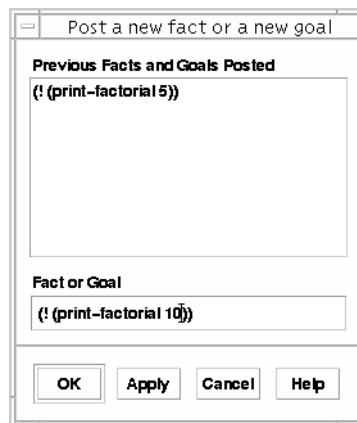 Post a new fact or a new goal
Previous Facts and Goals Posted
(! (print-factorial 5))
Fact or Goal
(! (print-factorial 10))
OK Apply Cancel Help